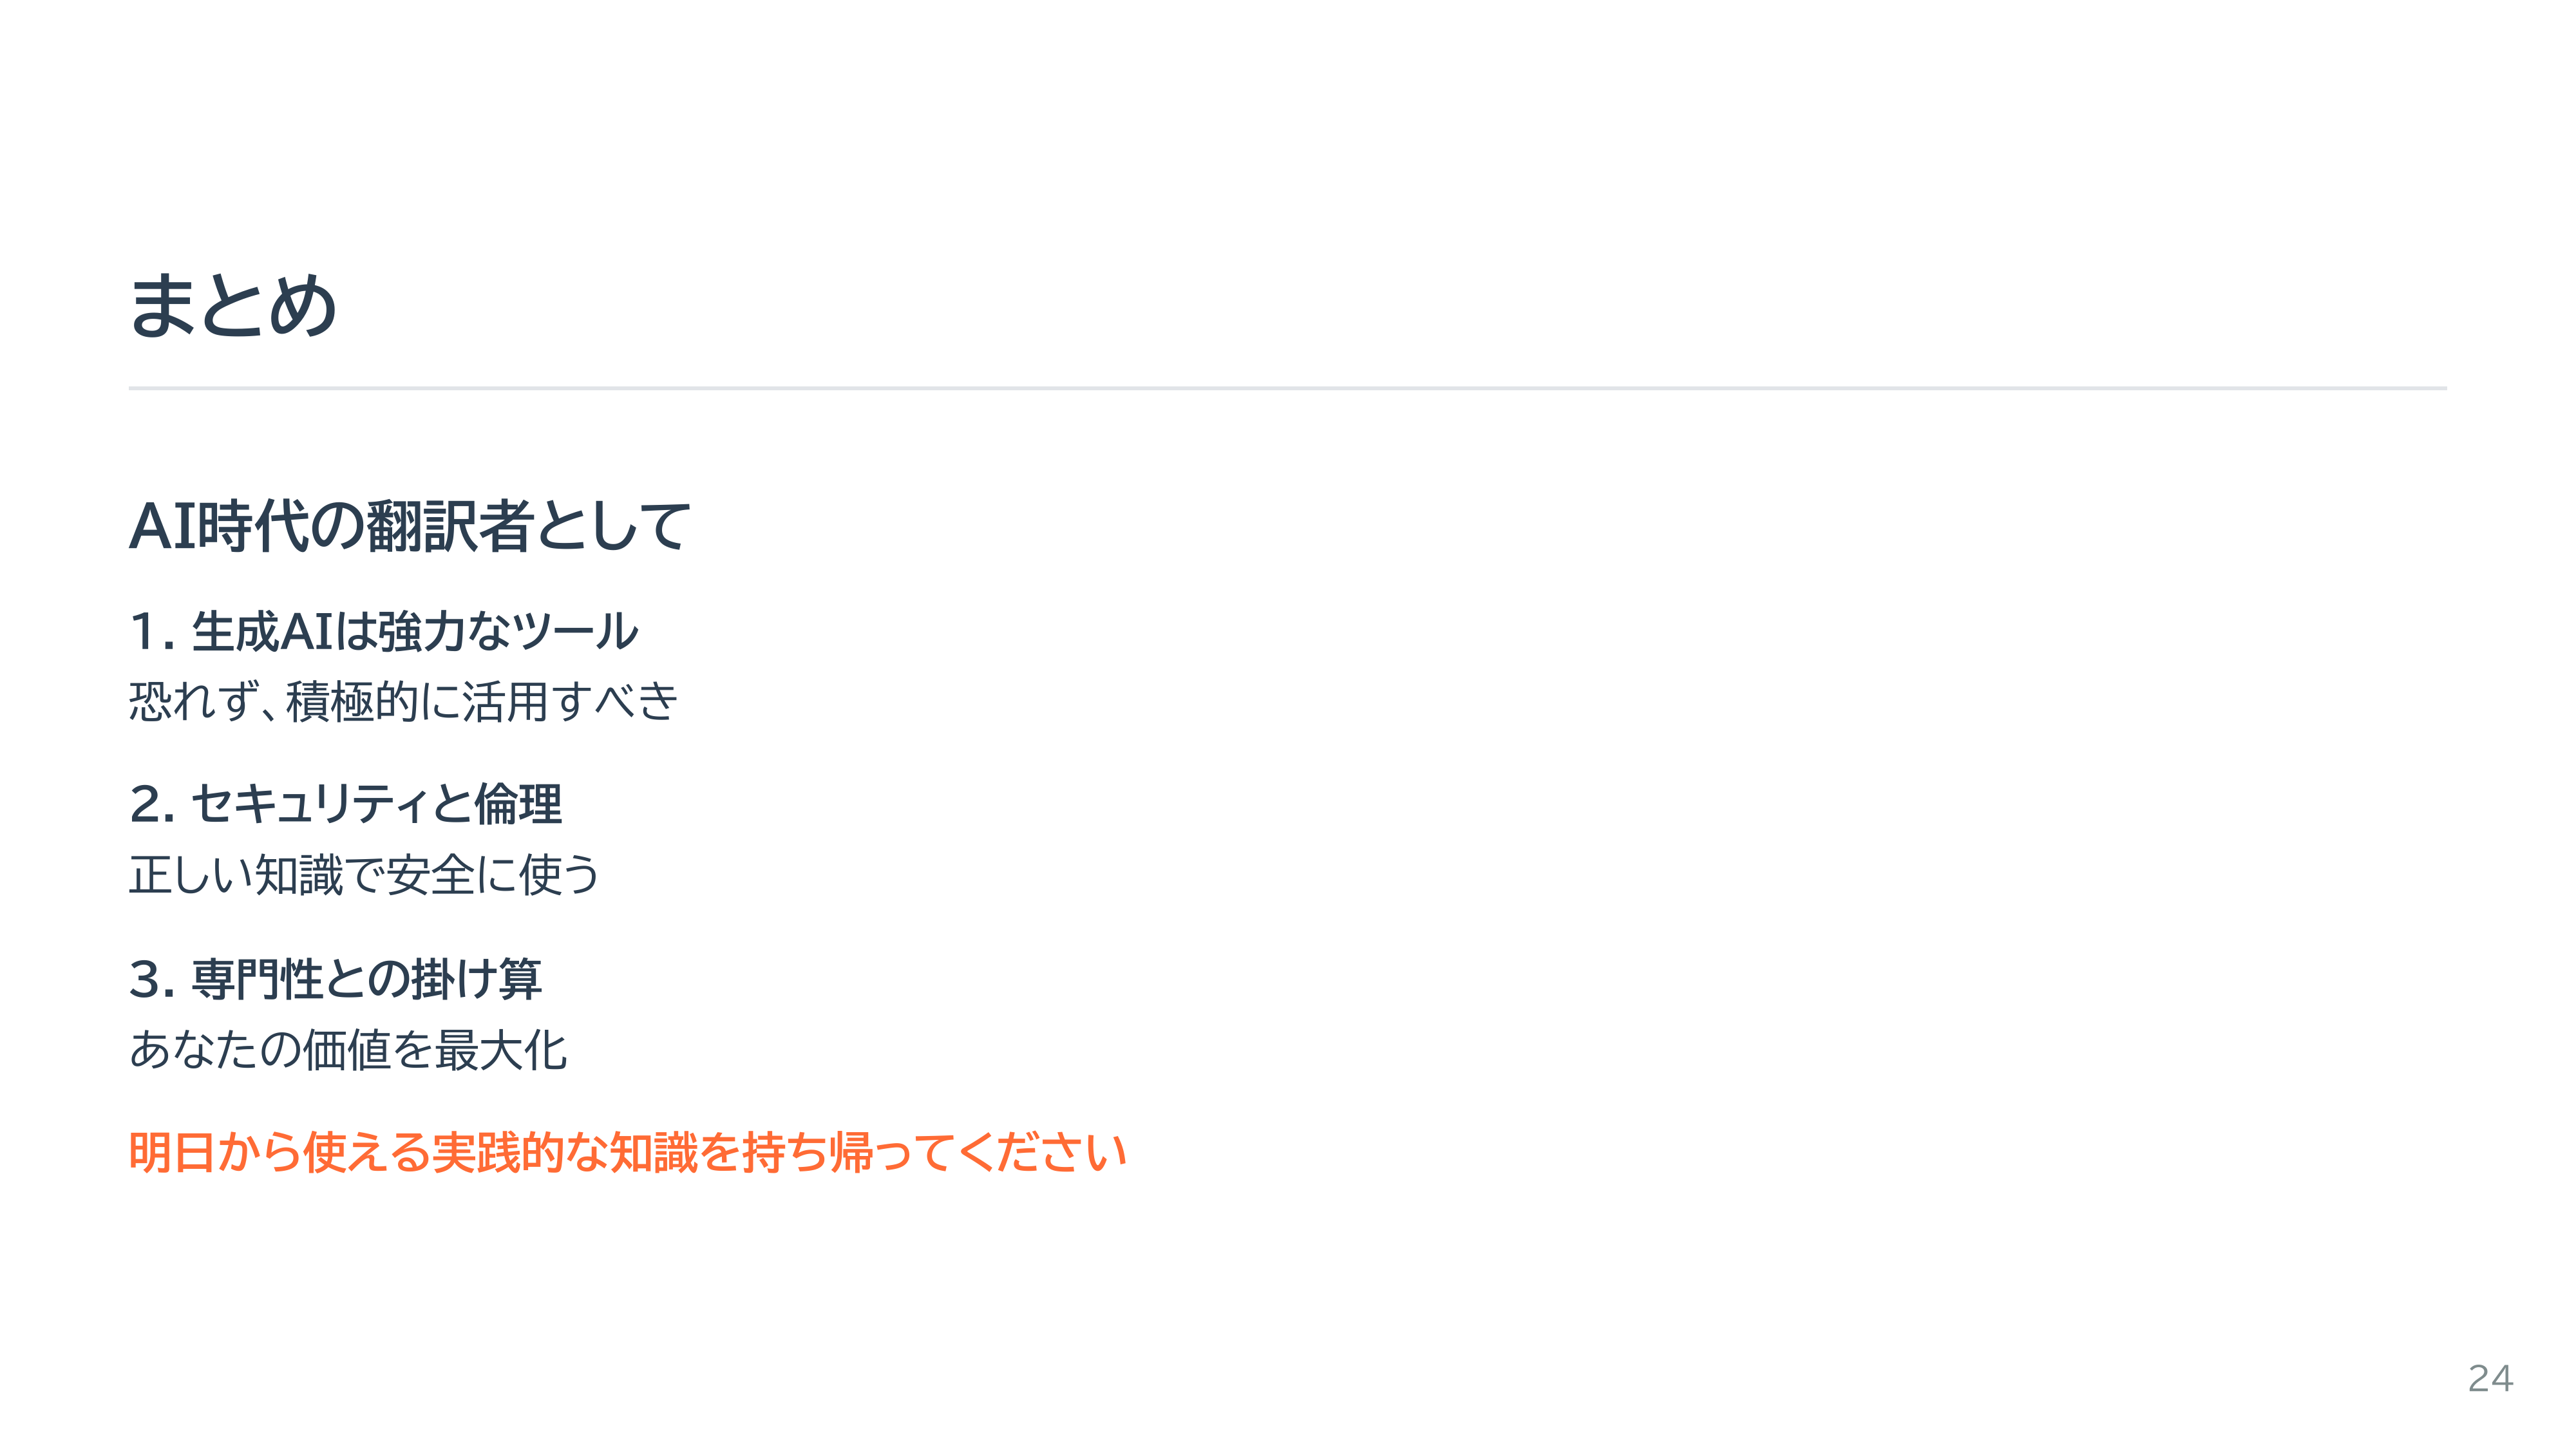 まとめ
AI時代の翻訳者として
1. 生成AIは強力なツール
恐れず、積極的に活用すべき
2. セキュリティと倫理
正しい知識で安全に使う
3. 専門性との掛け算
あなたの価値を最大化
明日から使える実践的な知識を持ち帰ってください
24